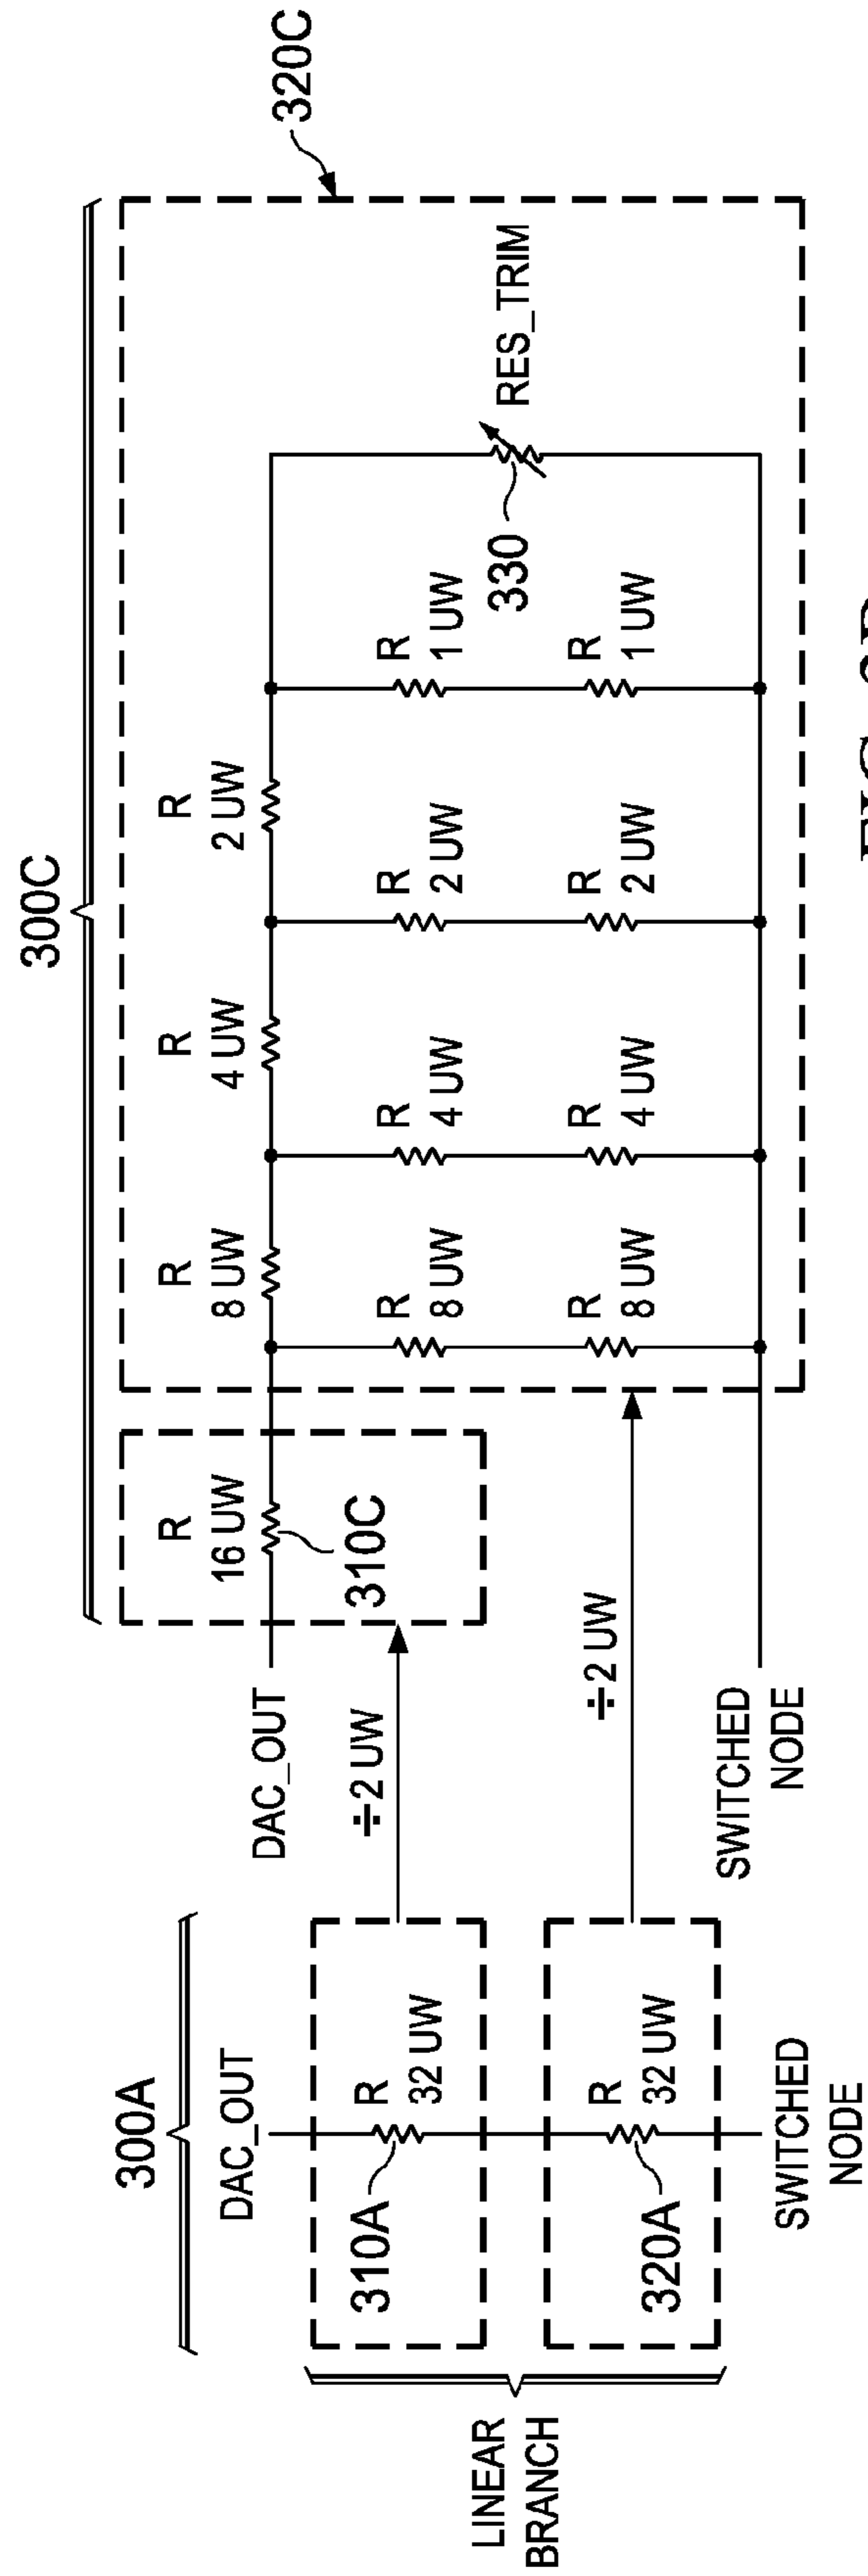 300C
320C
R
16 UW
310C
R
8 UW
R
4 UW
R
2 UW
R
8 UW
R
4 UW
R
2 UW
R
1 UW
R
8 UW
R
4 UW
R
2 UW
R
1 UW
330
RES_TRIM
DAC_OUT
SWITCHED
NODE
÷2 UW
÷2 UW
300A
DAC_OUT
R
32 UW
310A
R
32 UW
320A
SWITCHED
NODE
LINEAR
BRANCH